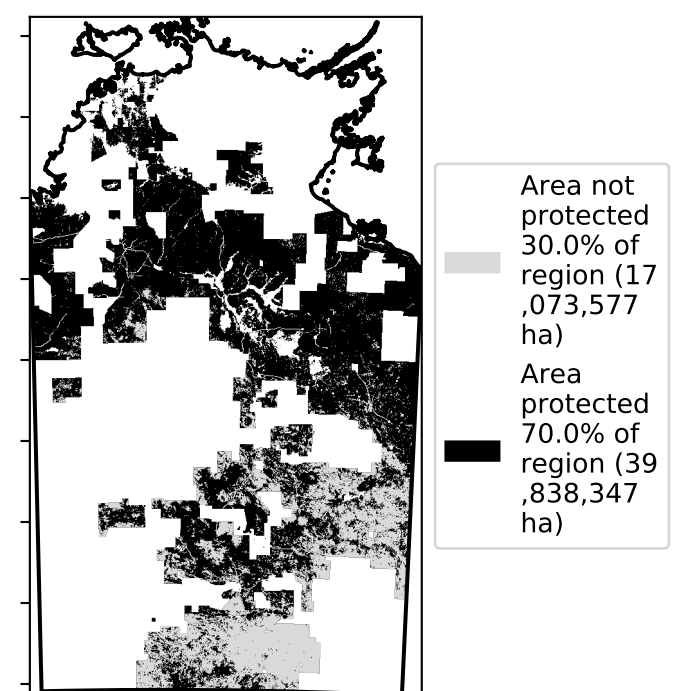 Area not
protected
30.0% of
region (17
,073,577
ha)
Area
protected
70.0% of
region (39
,838,347
ha)